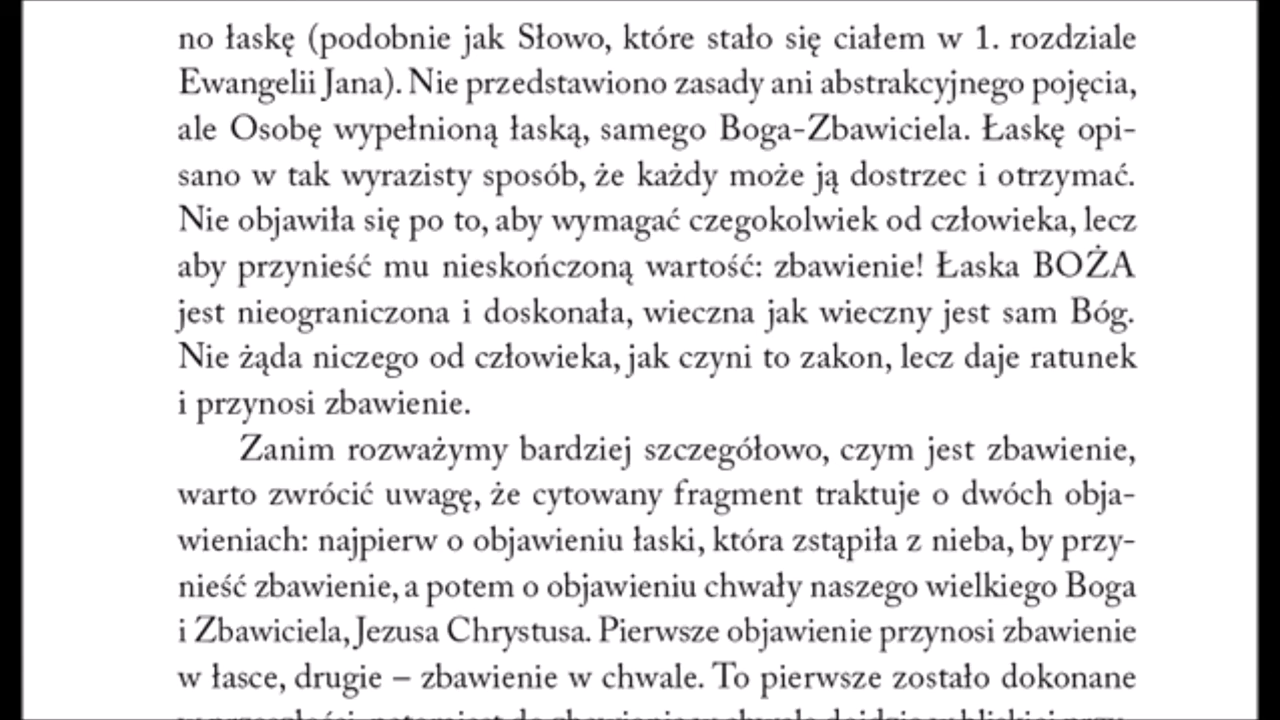 no łaskę (podobnie jak Słowo, które stało się ciałem w 1. rozdziale
Ewangelii Jana). Nie przedstawiono zasady ani abstrakcyjnego pojęcia,
ale Osobę wypełnioną łaską, samego Boga-Zbawiciela. Łaskę opi-
sano w tak wyrazisty sposób, że każdy może ją dostrzec i otrzymać.
Nie objawiła się po to, aby wymagać czegokolwiek od człowieka, lecz
aby przynieść mu nieskończoną wartość: zbawienie! Łaska BOŻA
jest nieograniczona i doskonała, wieczna jak wieczny jest sam Bóg.
Nie żąda niczego od człowieka, jak czyni to zakon, lecz daje ratunek
i przynosi zbawienie.
Zanim rozważymy bardziej szczegółowo, czym jest zbawienie,
warto zwrócić uwagę, że cytowany fragment traktuje o dwóch obja-
wieniach: najpierw o objawieniu łaski, która zstąpiła z nieba, by przy-
nieść zbawienie, a potem o objawieniu chwały naszego wielkiego Boga
i Zbawiciela, Jezusa Chrystusa. Pierwsze objawienie przynosi zbawienie
w łasce, drugie – zbawienie w chwale. To pierwsze zostało dokonane